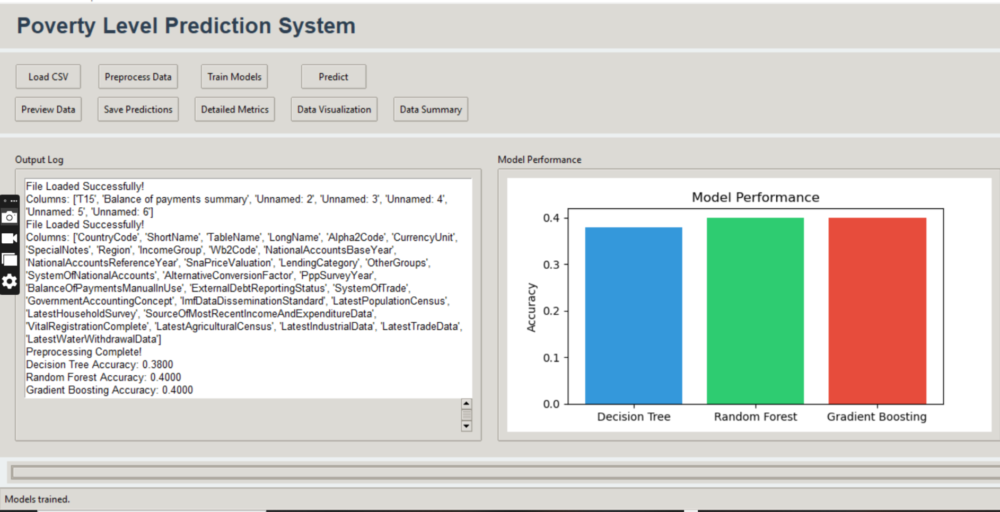 Poverty Level Prediction System
Load CSV
Preprocess Data
Train Models
Predict
Preview Data
Save Predictions
Detailed Metrics
Data Visualization
Data Summary
Output Log
File Loaded Successfully!
Columns: ['T15', 'Balance of payments summary', 'Unnamed: 2', 'Unnamed: 3', 'Unnamed: 4',
'Unnamed: 5', 'Unnamed: 6']
File Loaded Successfully!
Columns: ['CountryCode', 'ShortName', 'TableName', 'LongName', 'Alpha2Code', 'CurrencyUnit',
'SpecialNotes', 'Region', 'IncomeGroup', 'Wb2Code', 'NationalAccountsBaseYear',
'NationalAccountsReferenceYear', 'SnaPriceValuation', 'LendingCategory', 'OtherGroups',
'SystemOfNationalAccounts', 'AlternativeConversionFactor', 'PppSurveyYear',
'BalanceOfPaymentsManualInUse', 'ExternalDebtReportingStatus', 'SystemOfTrade',
'GovernmentAccountingConcept', 'ImfDataDisseminationStandard', 'LatestPopulationCensus',
'LatestHouseholdSurvey', 'SourceOfMostRecentIncomeAndExpenditureData',
'VitalRegistrationComplete', 'LatestAgriculturalCensus', 'LatestIndustrialData', 'LatestTradeData',
'LatestWaterWithdrawalData']
Preprocessing Complete!
Decision Tree Accuracy: 0.3800
Random Forest Accuracy: 0.4000
Gradient Boosting Accuracy: 0.4000
Model Performance
Model Performance
Accuracy
0.4
0.3
0.2
0.1
0.0
Decision Tree
Random Forest
Gradient Boosting
Models trained.